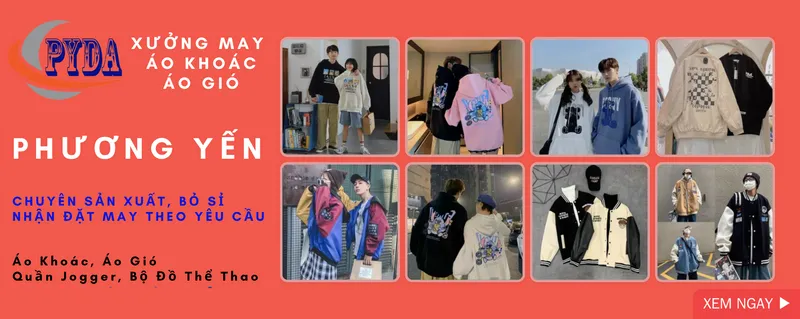 PYDA
XƯỞNG MAY
ÁO KHOÁC
ÁO GIÓ
PHƯƠNG YẾN
CHUYÊN SẢN XUẤT, BỎ SỈ
NHẬN ĐẶT MAY THEO YÊU CẦU
Áo Khoác, Áo Gió
Quần Jogger, Bộ Đồ Thể Thao
XEM NGAY